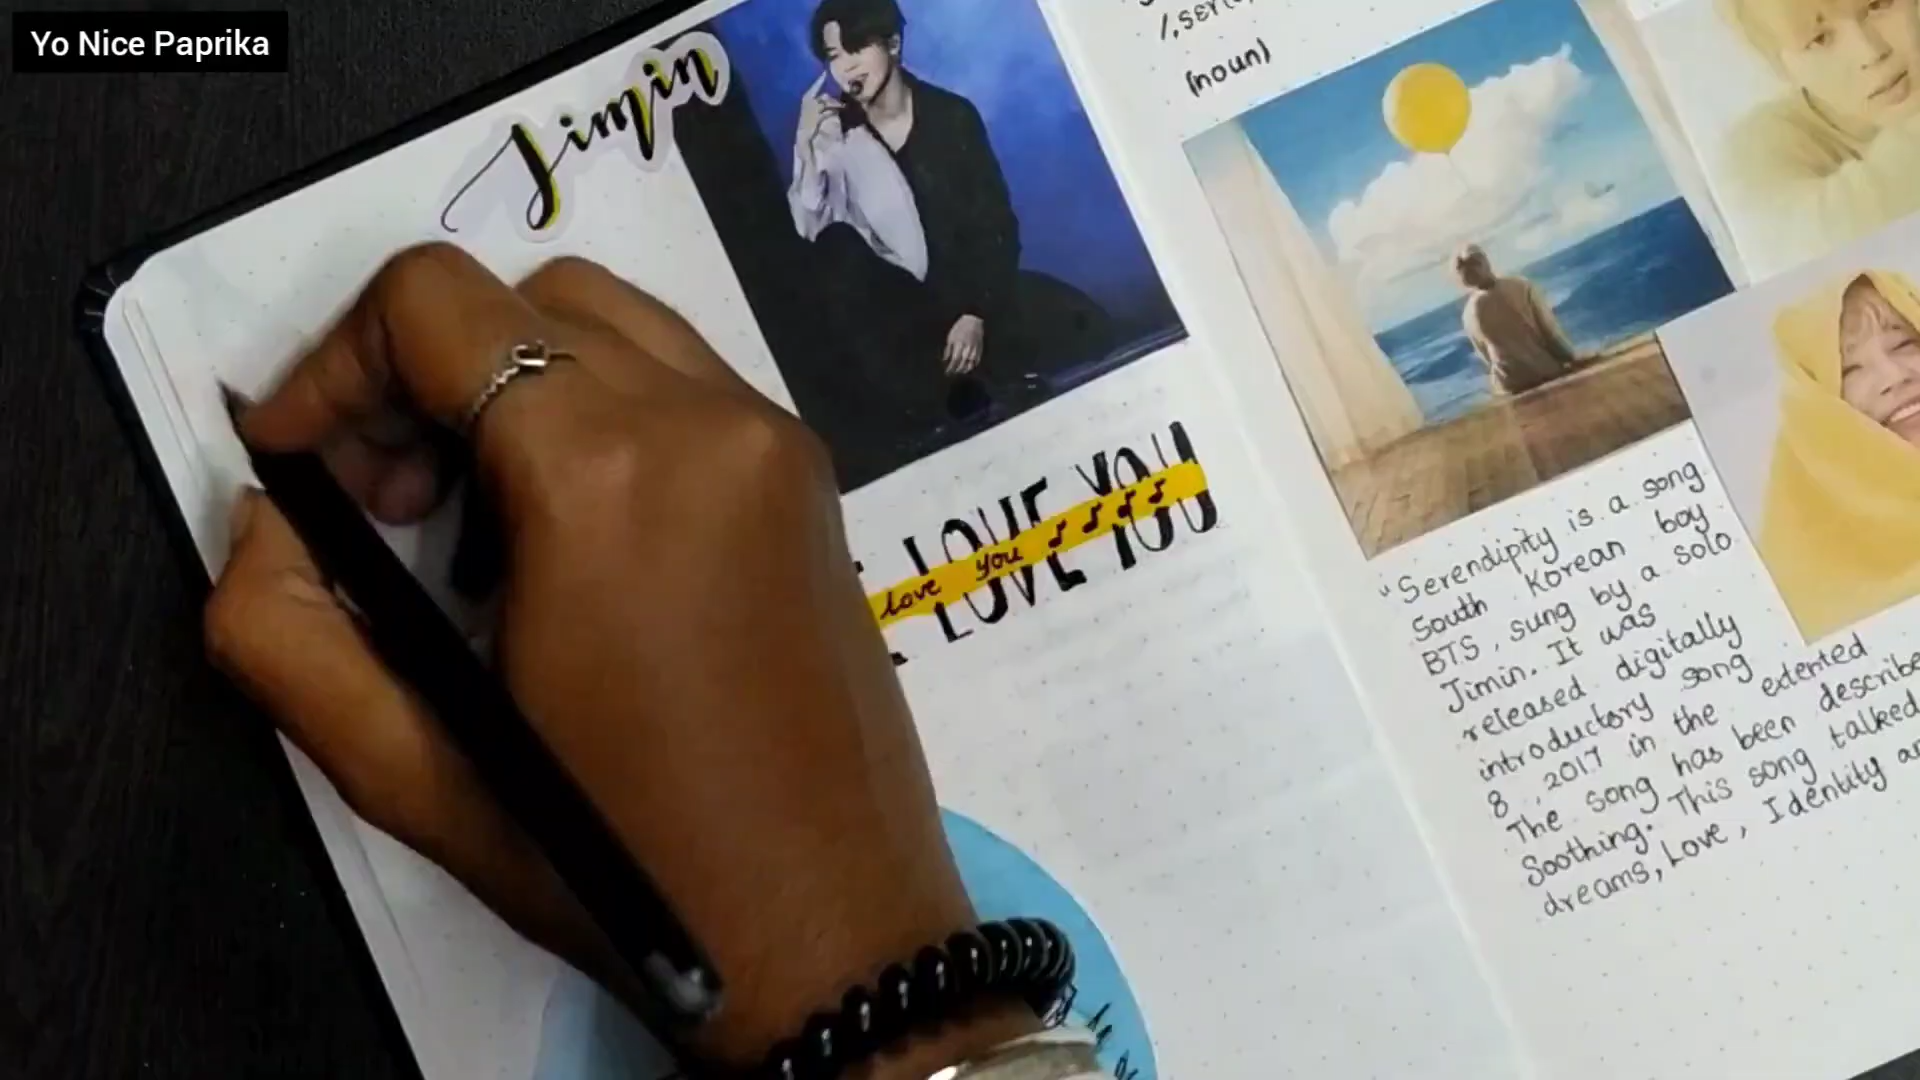 Yo Nice Paprika
Jimin
(noun)
LOVE YOU
love you
"Serendipity is a song
South Korean boy
BTS, sung by a solo
Jimin. It was
released digitally
introductory song
8, 2017 in the extented
The song has been describe
Soothing. This song talked
dreams, Love, Identity an